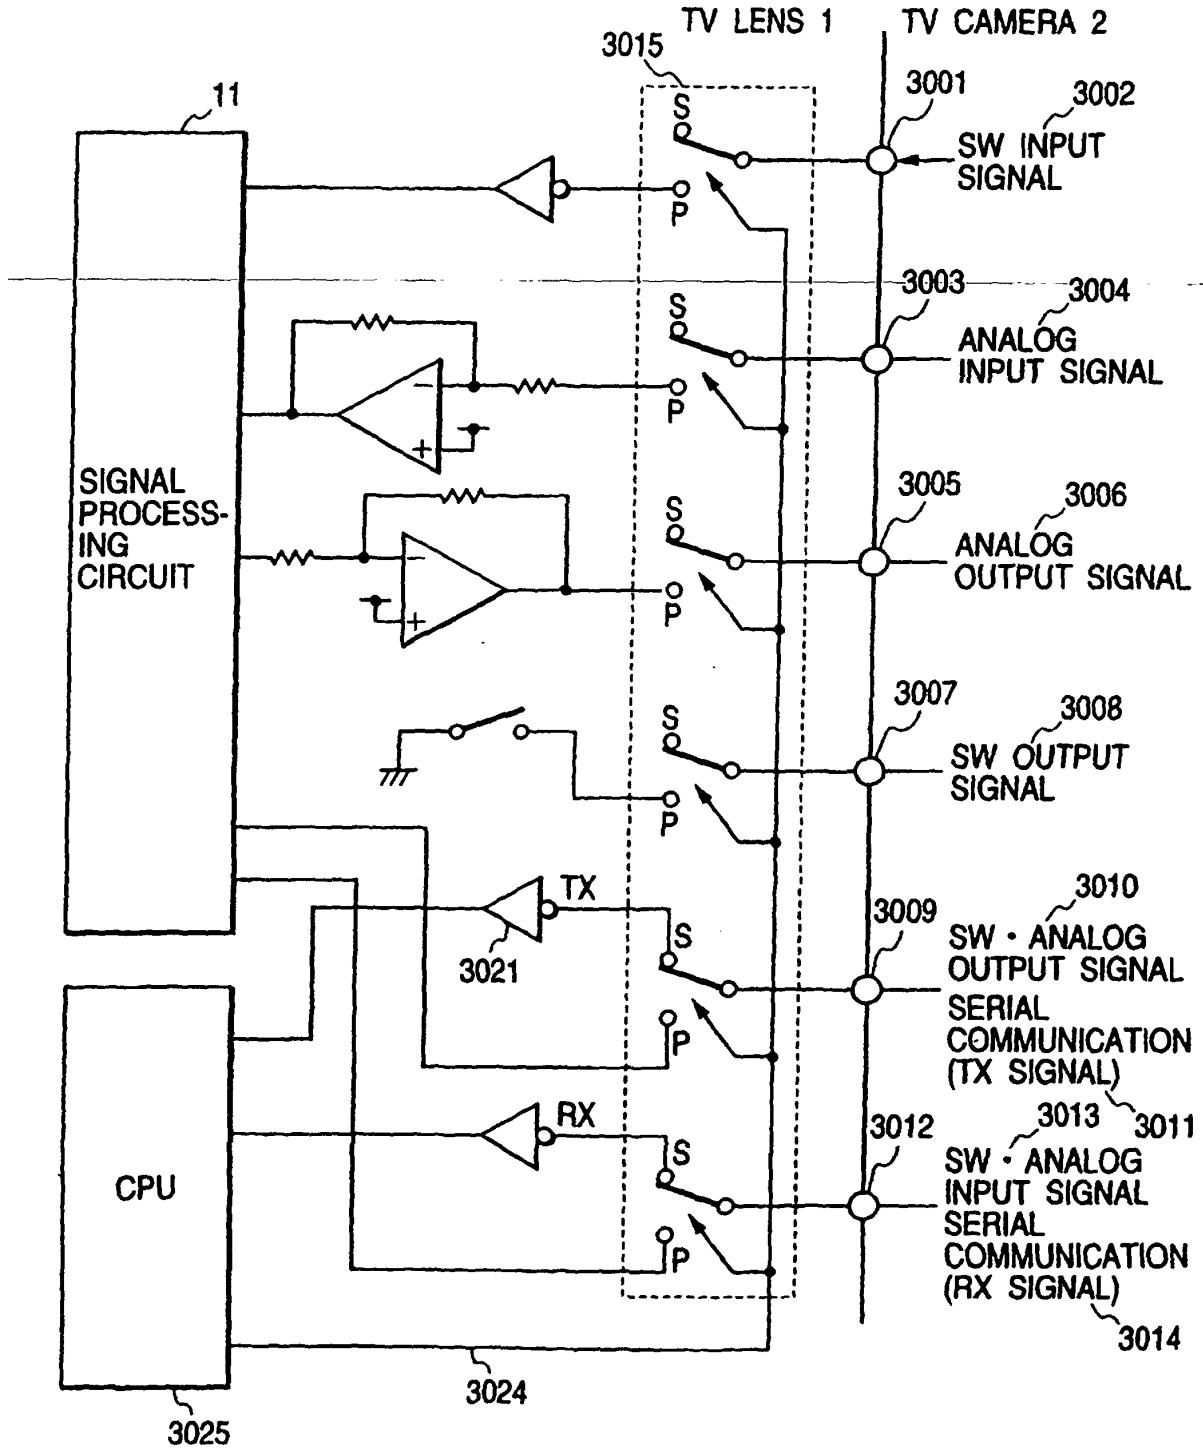 TV LENS 1
TV CAMERA 2
3015
11
S
3001
3002
SW INPUT
SIGNAL
P
3003
S
3004
ANALOG
INPUT SIGNAL
−
P
+
SIGNAL
PROCESS-
ING
CIRCUIT
S
3005
3006
ANALOG
OUTPUT SIGNAL
−
P
+
3007
S
3008
SW OUTPUT
SIGNAL
P
TX
3021
S
3009
3010
SW · ANALOG
OUTPUT SIGNAL
SERIAL
COMMUNICATION
(TX SIGNAL)
P
3011
RX
S
3012
3013
SW · ANALOG
INPUT SIGNAL
SERIAL
COMMUNICATION
(RX SIGNAL)
P
3014
CPU
3024
3025